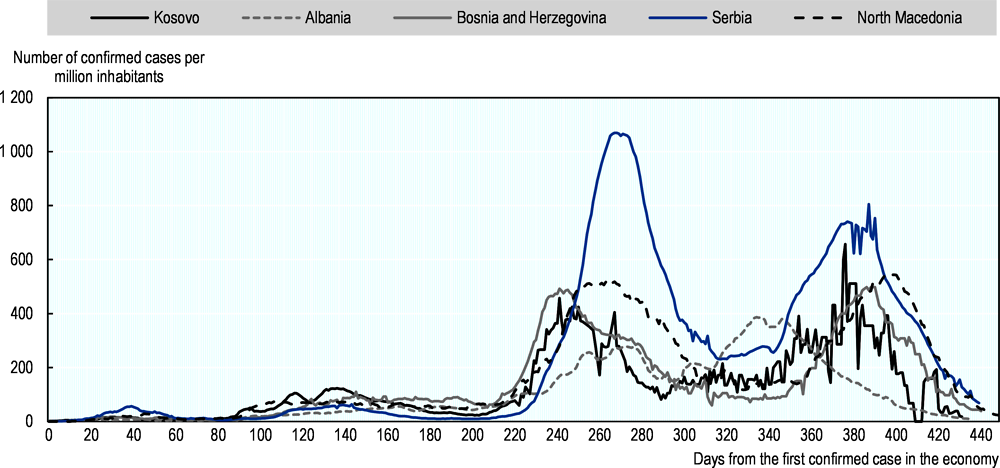 Kosovo Albania Bosnia and Herzegovina Serbia North Macedonia
Number of confirmed cases per
million inhabitants
1 200
1 000
800
600
400
200
0
0 20 40 60 80 100 120 140 160 180 200 220 240 260 280 300 320 340 360 380 400 420 440
Days from the first confirmed case in the economy